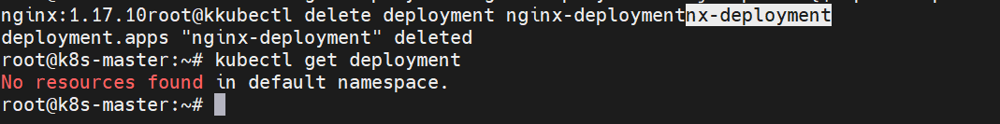 nginx:1.17.10root@kkubectl delete deployment nginx-deploymentnx-deployment
deployment.apps "nginx-deployment" deleted
root@k8s-master:~# kubectl get deployment
No resources found in default namespace.
root@k8s-master:~#